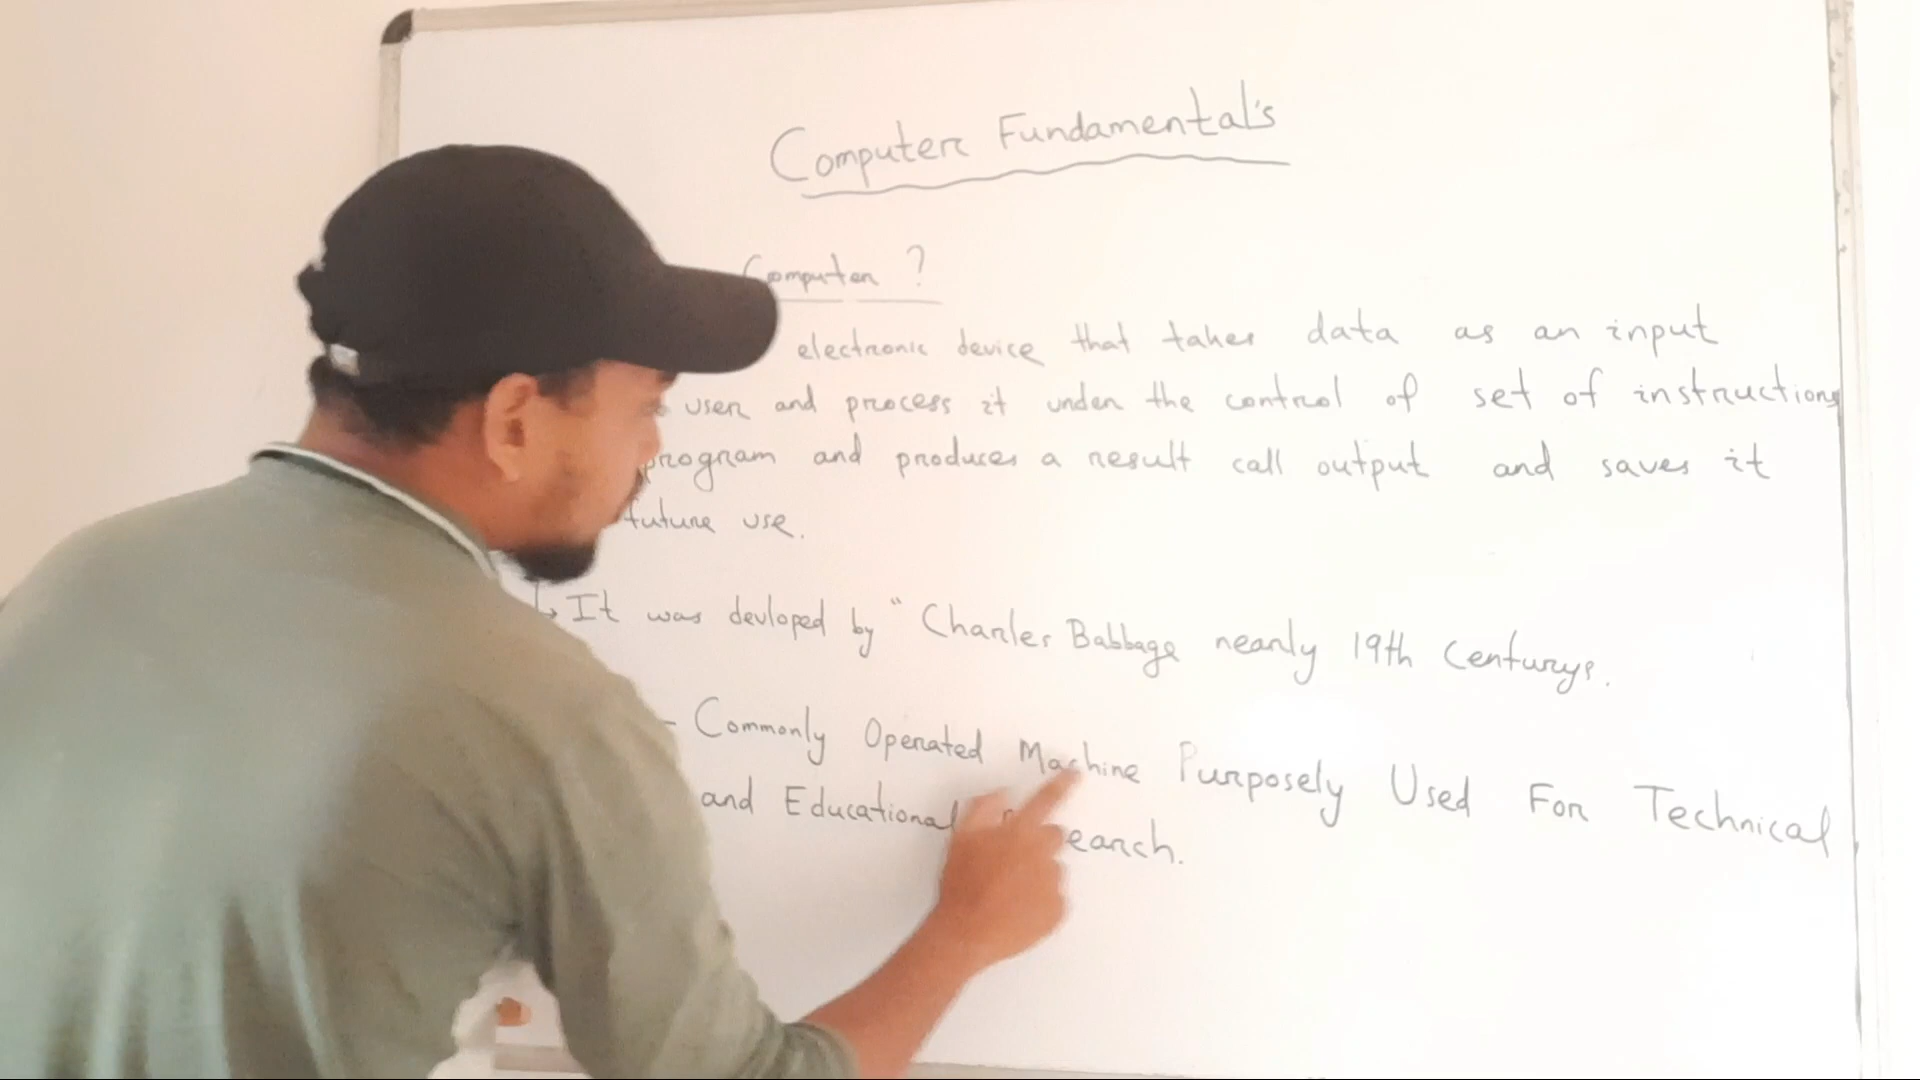 Computer Fundamental's
Computer ?
electronic device that takes data as an input
user and process it under the control of set of instructions
program and produces a result call output and saves it
future use.
↳ It was devloped by " Charles Babbage nearly 19th Centurys.
- Commonly Operated Machine Purposely Used For Technical
and Educational earch.